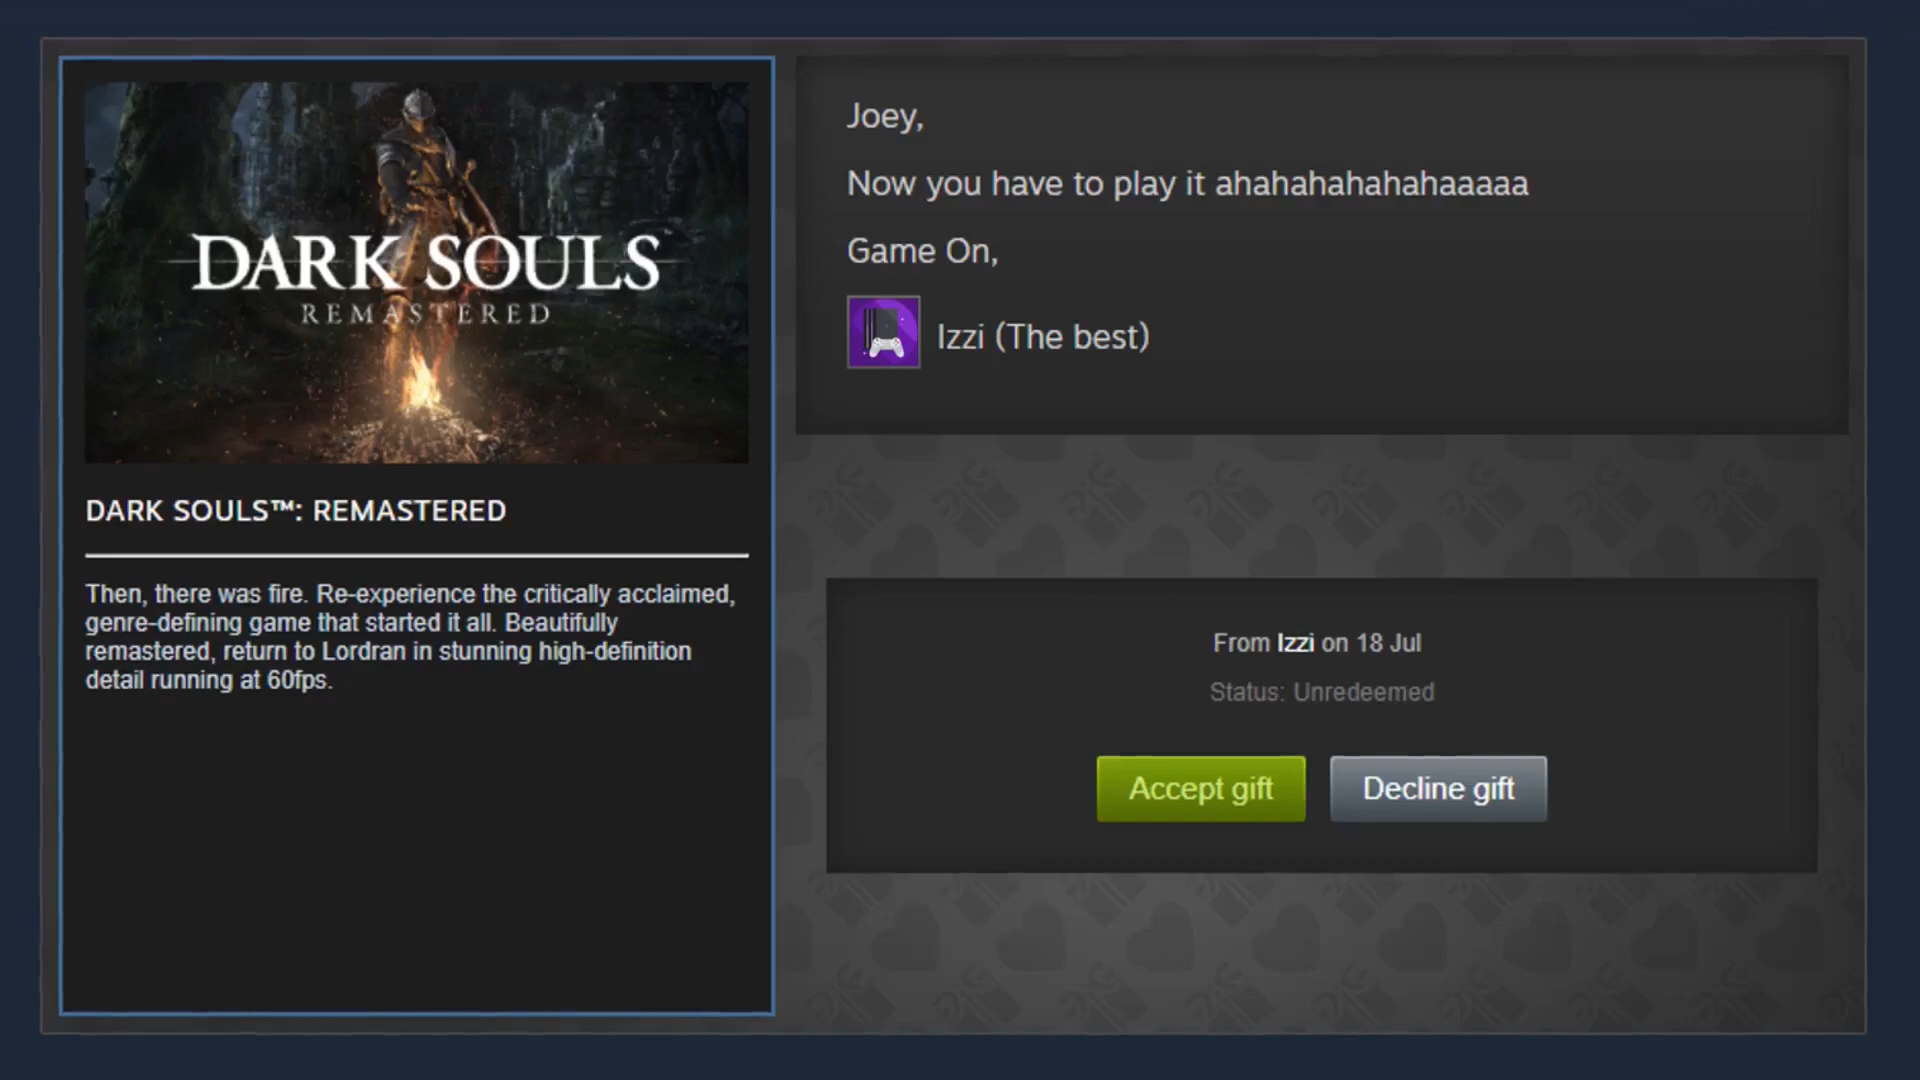 DARK SOULS™
REMASTERED
DARK SOULS™: REMASTERED
Then, there was fire. Re-experience the critically acclaimed,
genre-defining game that started it all. Beautifully
remastered, return to Lordran in stunning high-definition
detail running at 60fps.
Joey,
Now you have to play it ahahahahahahaaaaa
Game On,
Izzi (The best)
From Izzi on 18 Jul
Status: Unredeemed
Accept gift
Decline gift